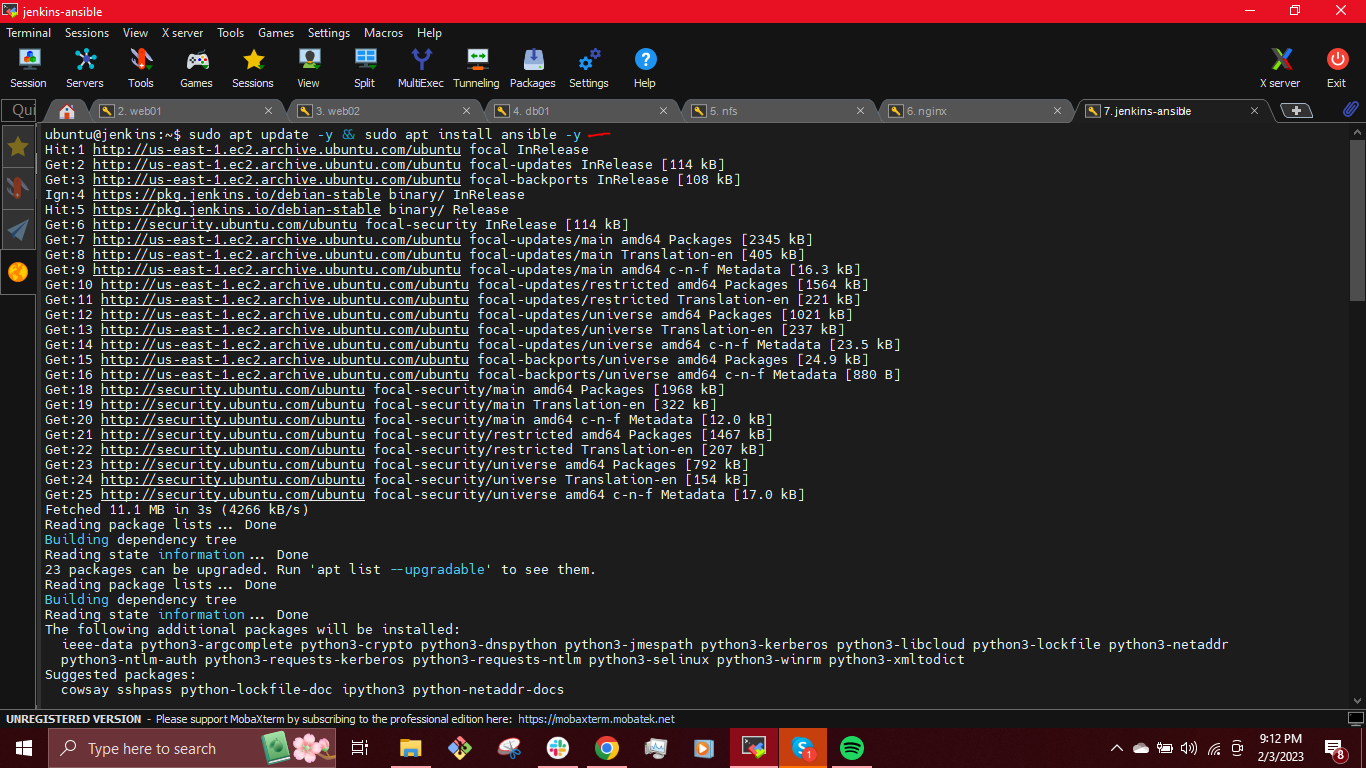 jenkins-ansible
Terminal Sessions View X server Tools Games Settings Macros Help
Session Servers Tools Games Sessions View Split MultiExec Tunneling Packages Settings Help X server Exit
Qui 2. web01 3. web02 4. db01 5. nfs 6. nginx 7. jenkins-ansible
ubuntu@jenkins:~$ sudo apt update -y && sudo apt install ansible -y
Hit:1 http://us-east-1.ec2.archive.ubuntu.com/ubuntu focal InRelease
Get:2 http://us-east-1.ec2.archive.ubuntu.com/ubuntu focal-updates InRelease [114 kB]
Get:3 http://us-east-1.ec2.archive.ubuntu.com/ubuntu focal-backports InRelease [108 kB]
Ign:4 https://pkg.jenkins.io/debian-stable binary/ InRelease
Hit:5 https://pkg.jenkins.io/debian-stable binary/ Release
Get:6 http://security.ubuntu.com/ubuntu focal-security InRelease [114 kB]
Get:7 http://us-east-1.ec2.archive.ubuntu.com/ubuntu focal-updates/main amd64 Packages [2345 kB]
Get:8 http://us-east-1.ec2.archive.ubuntu.com/ubuntu focal-updates/main Translation-en [405 kB]
Get:9 http://us-east-1.ec2.archive.ubuntu.com/ubuntu focal-updates/main amd64 c-n-f Metadata [16.3 kB]
Get:10 http://us-east-1.ec2.archive.ubuntu.com/ubuntu focal-updates/restricted amd64 Packages [1564 kB]
Get:11 http://us-east-1.ec2.archive.ubuntu.com/ubuntu focal-updates/restricted Translation-en [221 kB]
Get:12 http://us-east-1.ec2.archive.ubuntu.com/ubuntu focal-updates/universe amd64 Packages [1021 kB]
Get:13 http://us-east-1.ec2.archive.ubuntu.com/ubuntu focal-updates/universe Translation-en [237 kB]
Get:14 http://us-east-1.ec2.archive.ubuntu.com/ubuntu focal-updates/universe amd64 c-n-f Metadata [23.5 kB]
Get:15 http://us-east-1.ec2.archive.ubuntu.com/ubuntu focal-backports/universe amd64 Packages [24.9 kB]
Get:16 http://us-east-1.ec2.archive.ubuntu.com/ubuntu focal-backports/universe amd64 c-n-f Metadata [880 B]
Get:18 http://security.ubuntu.com/ubuntu focal-security/main amd64 Packages [1968 kB]
Get:19 http://security.ubuntu.com/ubuntu focal-security/main Translation-en [322 kB]
Get:20 http://security.ubuntu.com/ubuntu focal-security/main amd64 c-n-f Metadata [12.0 kB]
Get:21 http://security.ubuntu.com/ubuntu focal-security/restricted amd64 Packages [1467 kB]
Get:22 http://security.ubuntu.com/ubuntu focal-security/restricted Translation-en [207 kB]
Get:23 http://security.ubuntu.com/ubuntu focal-security/universe amd64 Packages [792 kB]
Get:24 http://security.ubuntu.com/ubuntu focal-security/universe Translation-en [154 kB]
Get:25 http://security.ubuntu.com/ubuntu focal-security/universe amd64 c-n-f Metadata [17.0 kB]
Fetched 11.1 MB in 3s (4266 kB/s)
Reading package lists... Done
Building dependency tree
Reading state information... Done
23 packages can be upgraded. Run 'apt list --upgradable' to see them.
Reading package lists... Done
Building dependency tree
Reading state information... Done
The following additional packages will be installed:
ieee-data python3-argcomplete python3-crypto python3-dnspython python3-jmespath python3-kerberos python3-libcloud python3-lockfile python3-netaddr
python3-ntlm-auth python3-requests-kerberos python3-requests-ntlm python3-selinux python3-winrm python3-xmltodict
Suggested packages:
cowsay sshpass python-lockfile-doc ipython3 python-netaddr-docs
UNREGISTERED VERSION - Please support MobaXterm by subscribing to the professional edition here: https://mobaxterm.mobatek.net
Type here to search
1
9:12 PM
2/3/2023
8